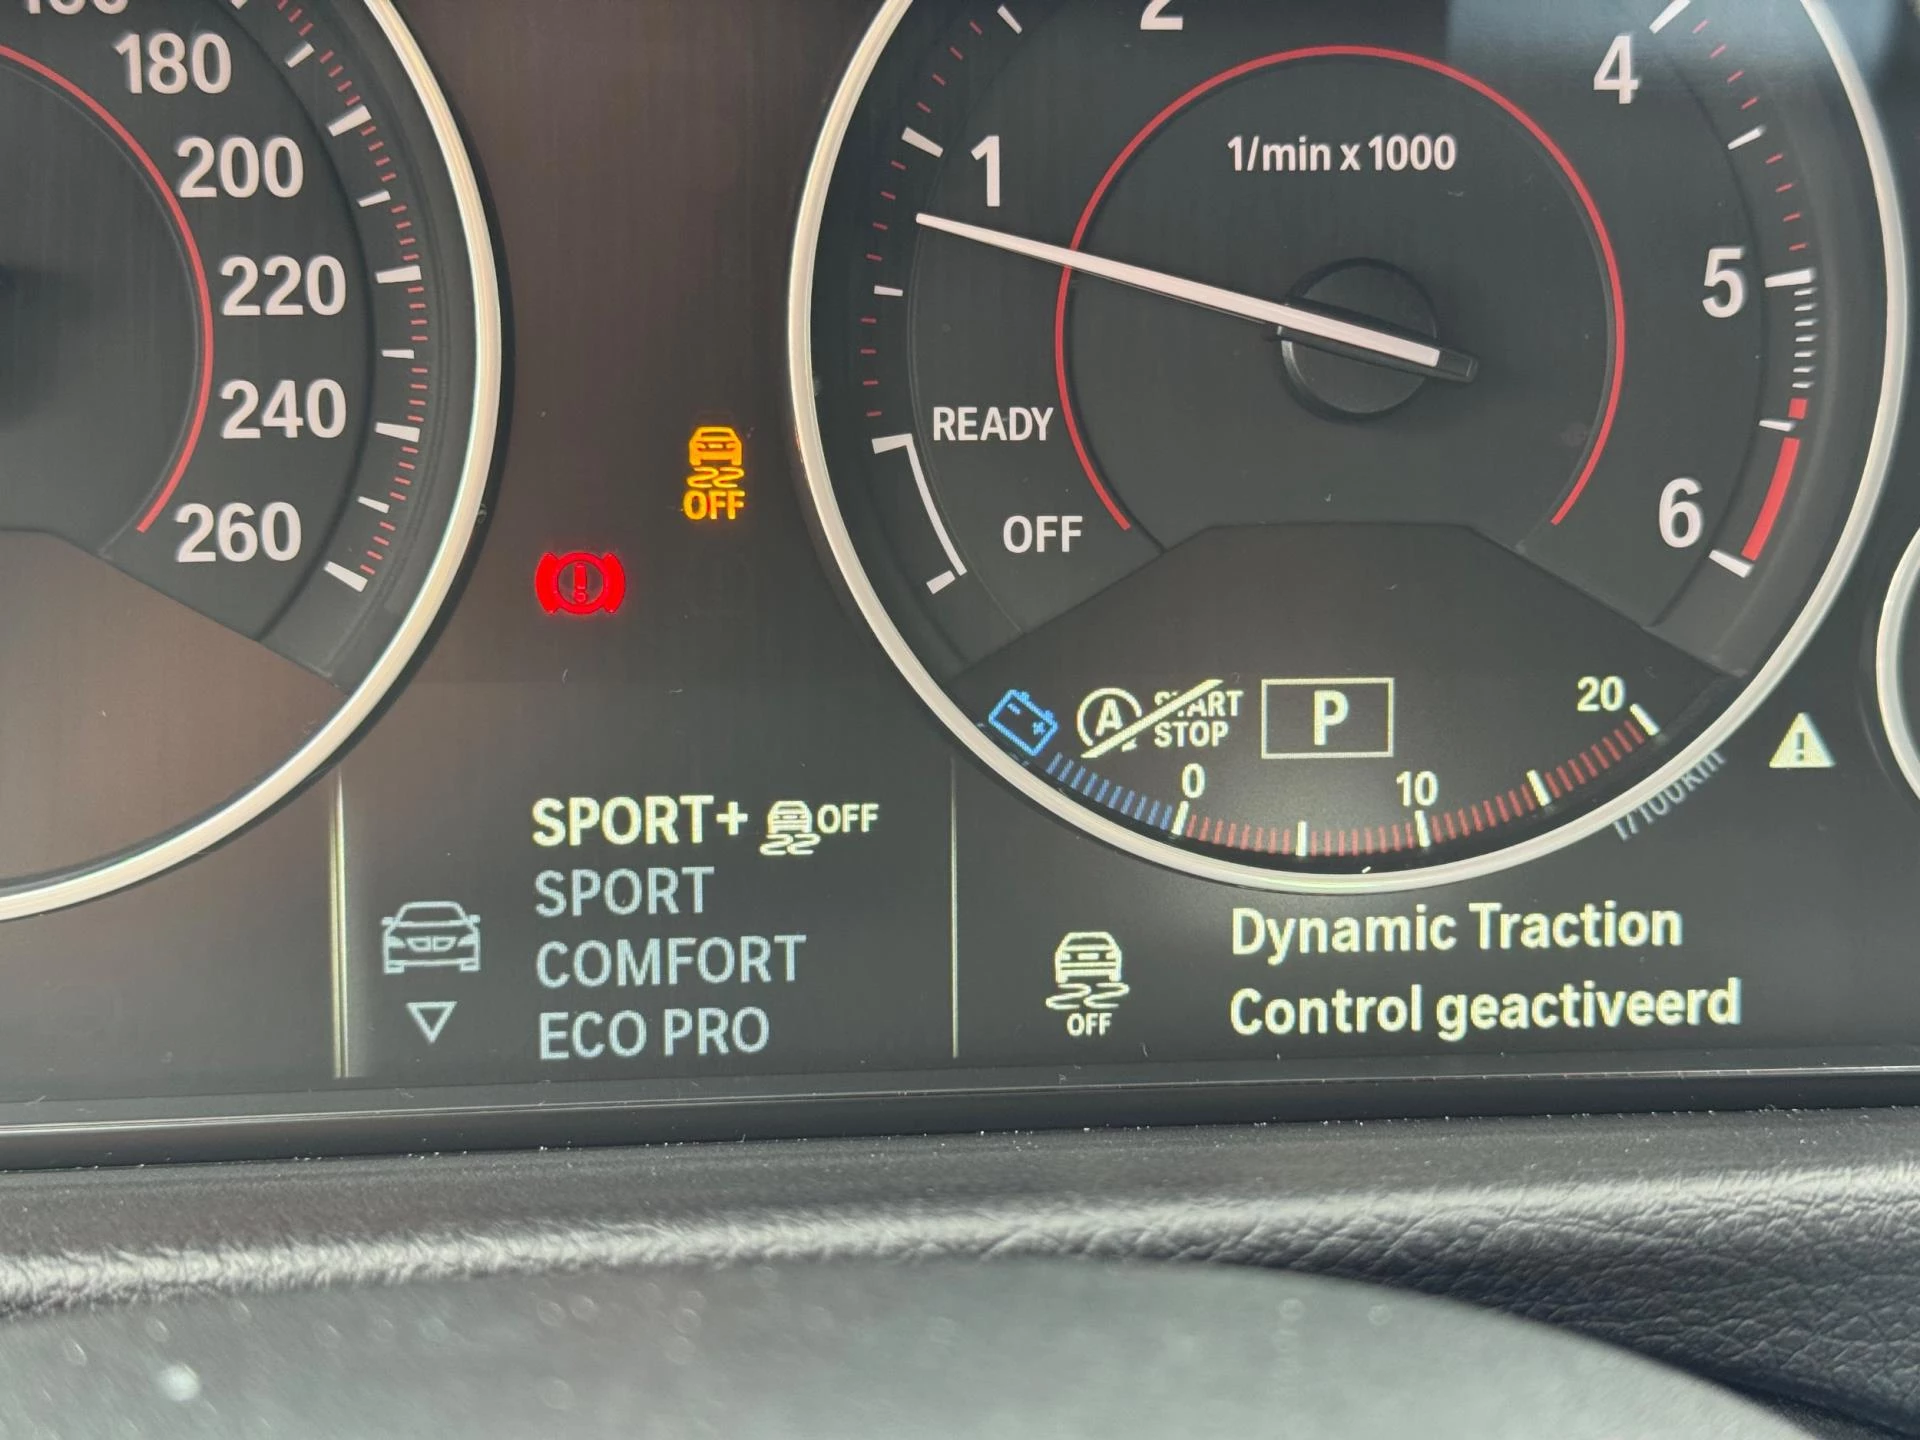 180
200
220
240
260
1
2
4
5
6
1/min x 1000
READY
OFF
OFF
A START
STOP
P
0
10
20
l/100km
SPORT+ OFF
SPORT
COMFORT
ECO PRO
OFF
Dynamic Traction
Control geactiveerd